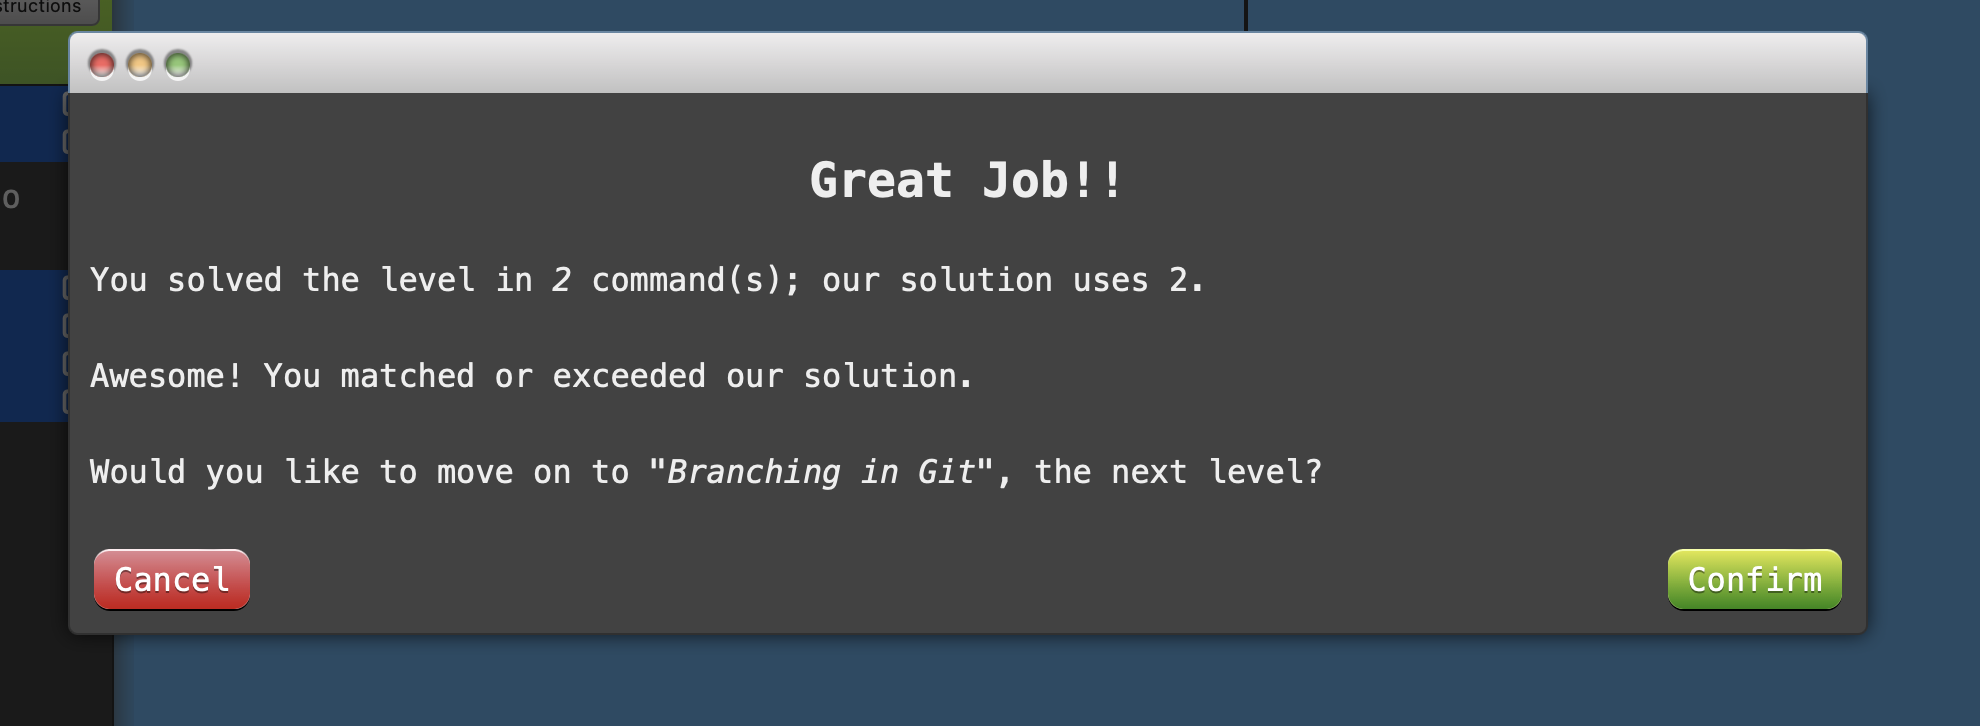 structions
o
Great Job!!
You solved the level in 2 command(s); our solution uses 2.
Awesome! You matched or exceeded our solution.
Would you like to move on to "Branching in Git", the next level?
Cancel
Confirm